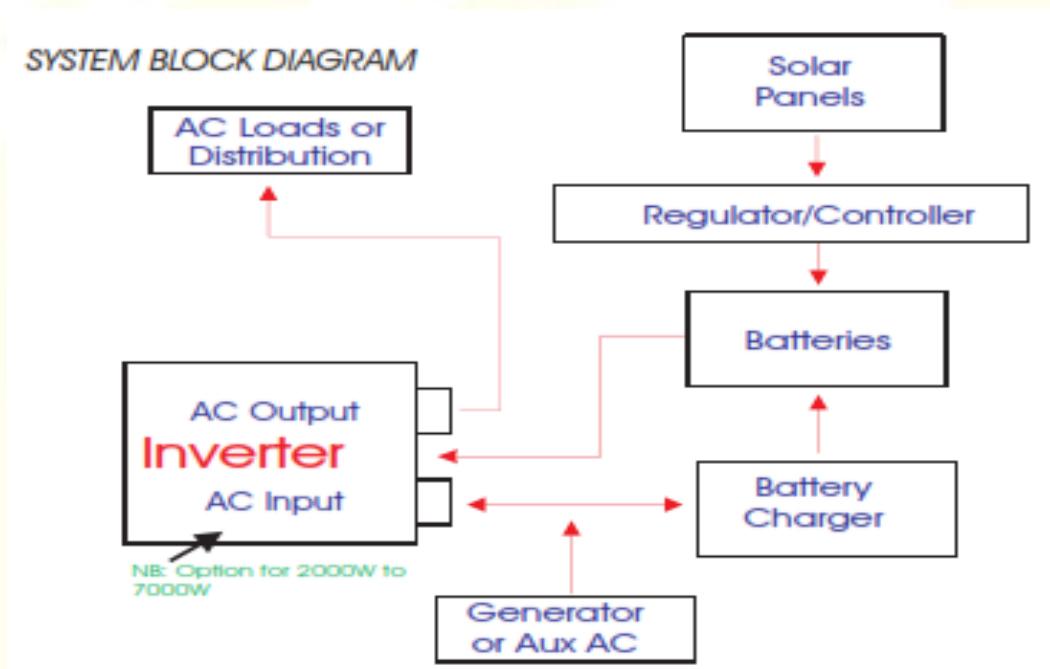 SYSTEM BLOCK DIAGRAM
Solar
Panels
AC Loads or
Distribution
Regulator/Controller
Batteries
AC Output
Inverter
AC Input
Battery
Charger
NB: Option for 2000W to
7000W
Generator
or Aux AC